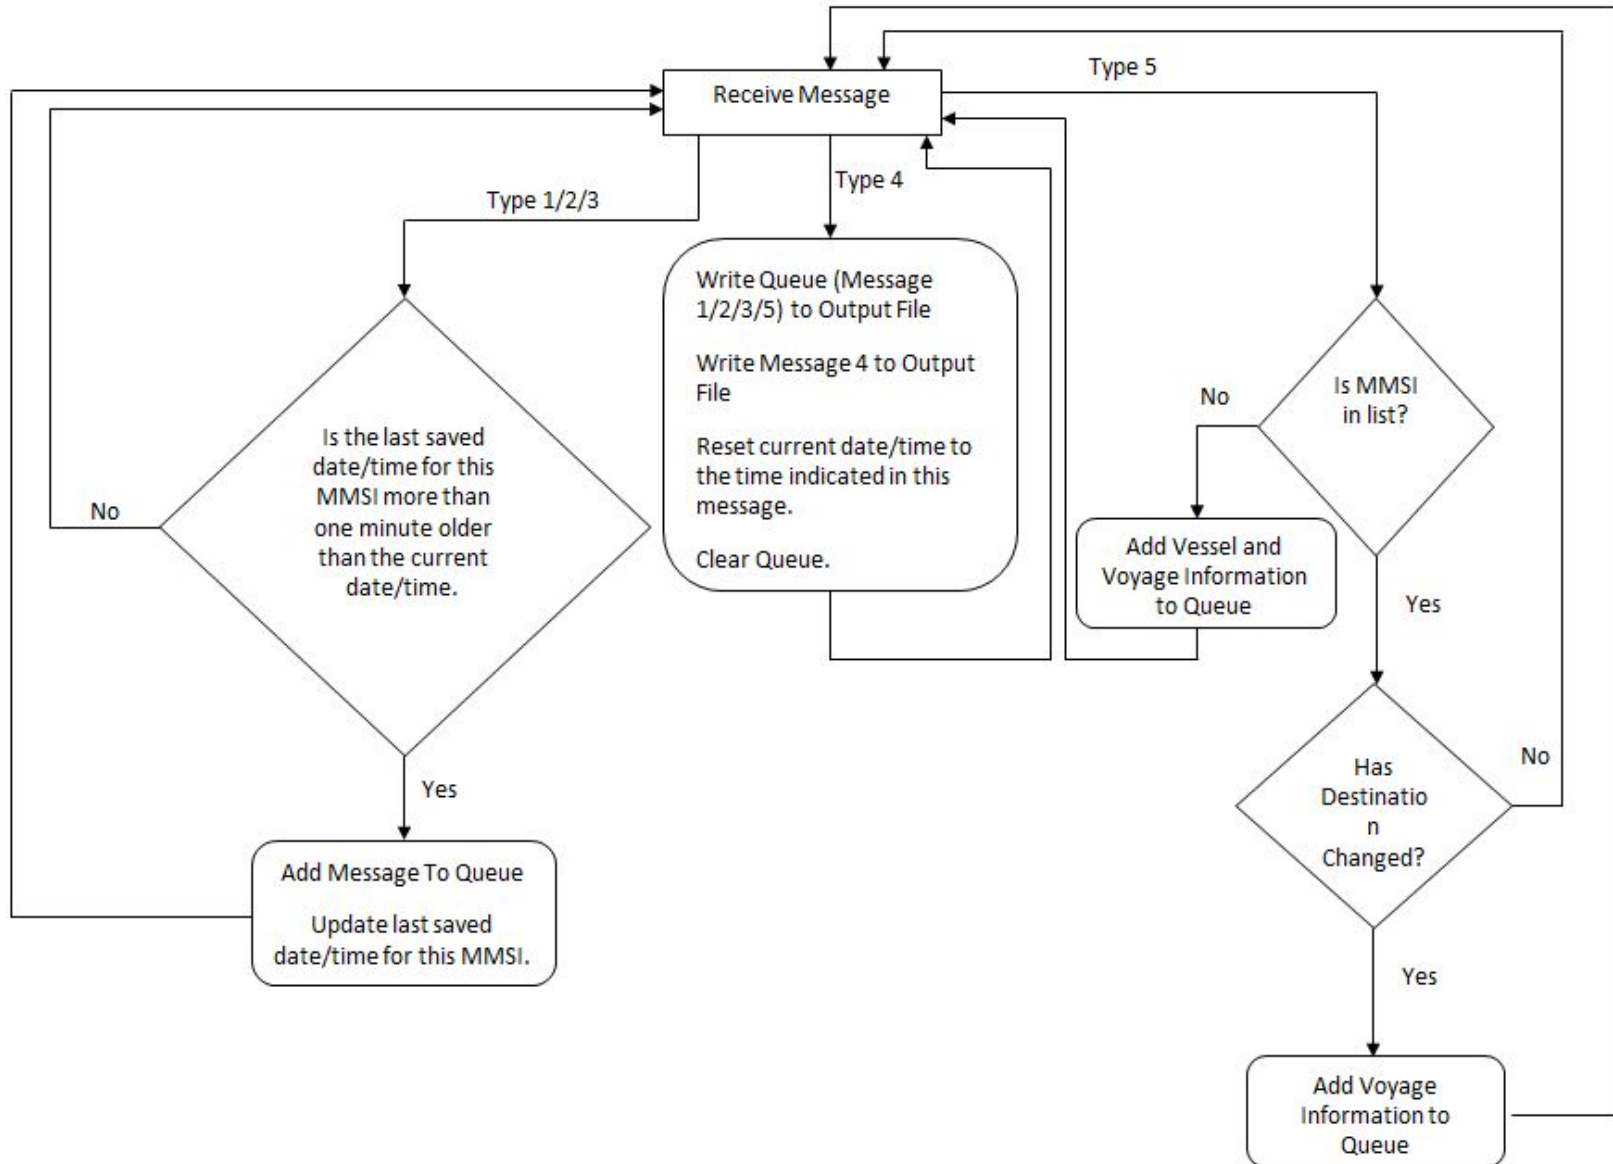 Type 5
Receive Message
Type 4
Type 1/2/3
Write Queue (Message
1/2/3/5) to Output File
Write Message 4 to Output
File
Reset current date/time to
the time indicated in this
message.
Clear Queue.
Is the last saved
date/time for this
MMSI more than
one minute older
than the current
date/time.
No
Yes
Add Message To Queue
Update last saved
date/time for this MMSI.
Is MMSI
in list?
No
Add Vessel and
Voyage Information
to Queue
Yes
Has
Destinatio
n
Changed?
No
Yes
Add Voyage
Information to
Queue